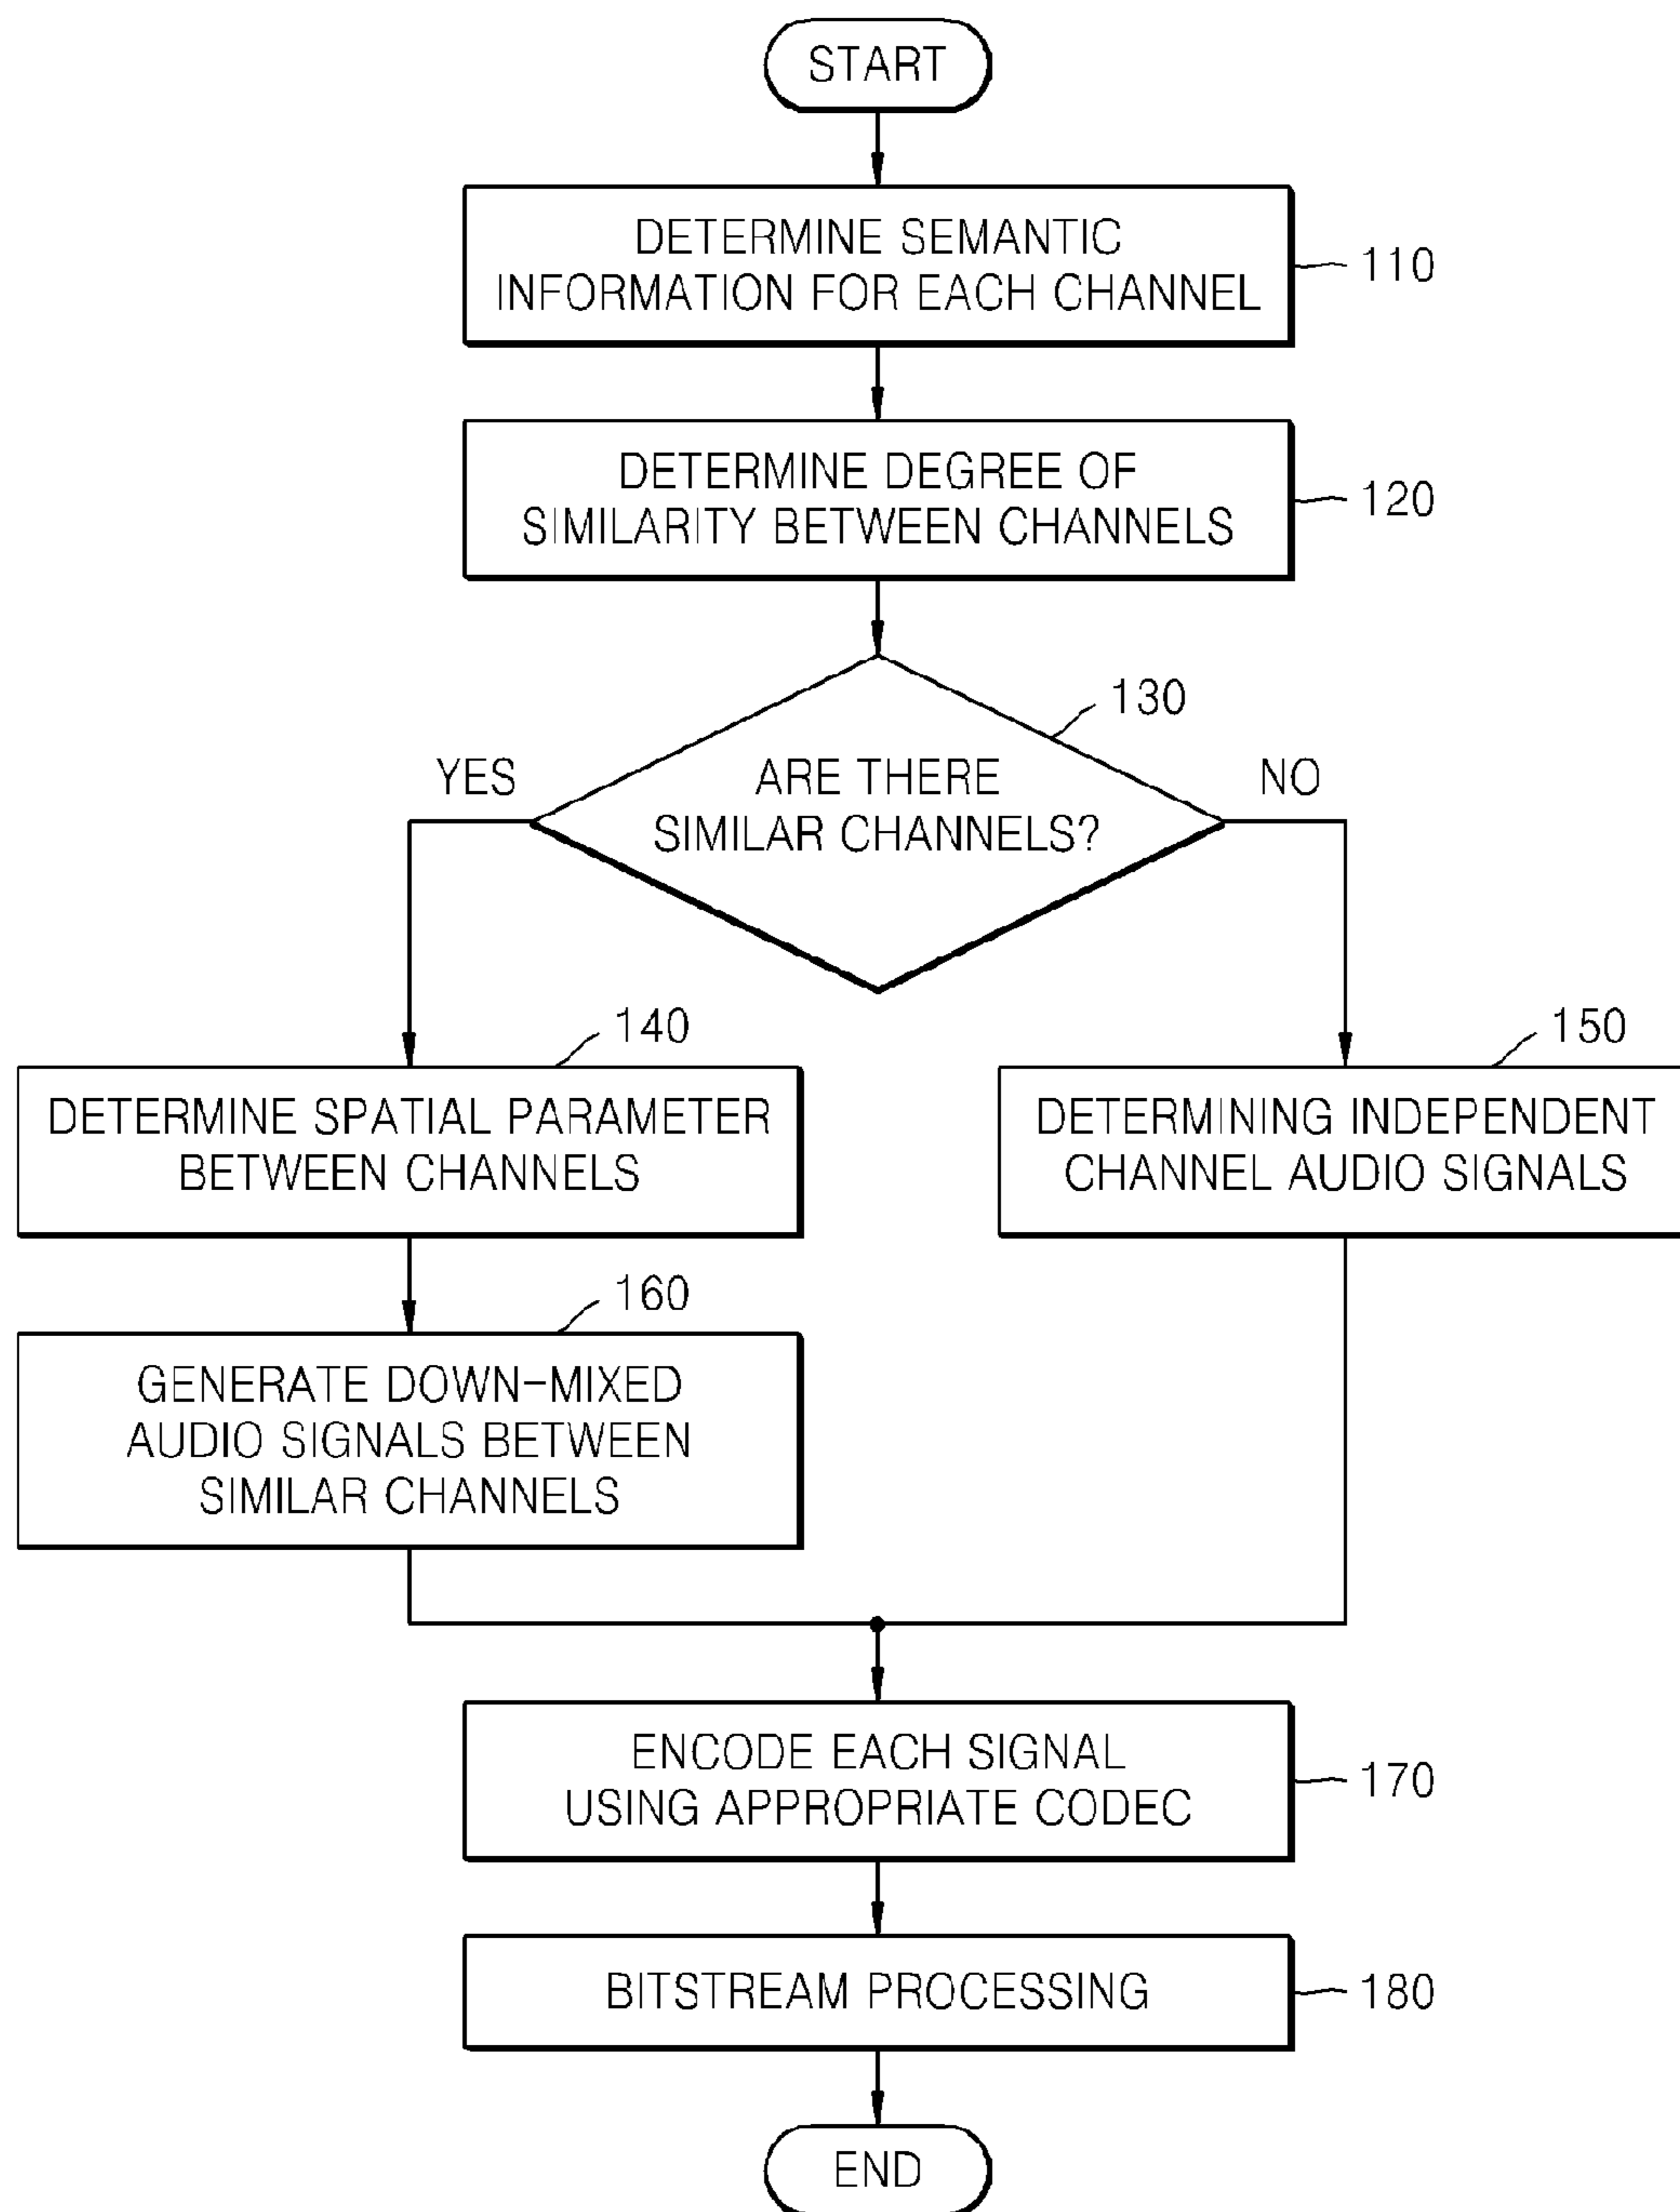 START
DETERMINE SEMANTIC
INFORMATION FOR EACH CHANNEL
110
DETERMINE DEGREE OF
SIMILARITY BETWEEN CHANNELS
120
130
YES
ARE THERE
SIMILAR CHANNELS?
NO
140
DETERMINE SPATIAL PARAMETER
BETWEEN CHANNELS
150
DETERMINING INDEPENDENT
CHANNEL AUDIO SIGNALS
160
GENERATE DOWN-MIXED
AUDIO SIGNALS BETWEEN
SIMILAR CHANNELS
ENCODE EACH SIGNAL
USING APPROPRIATE CODEC
170
BITSTREAM PROCESSING
180
END